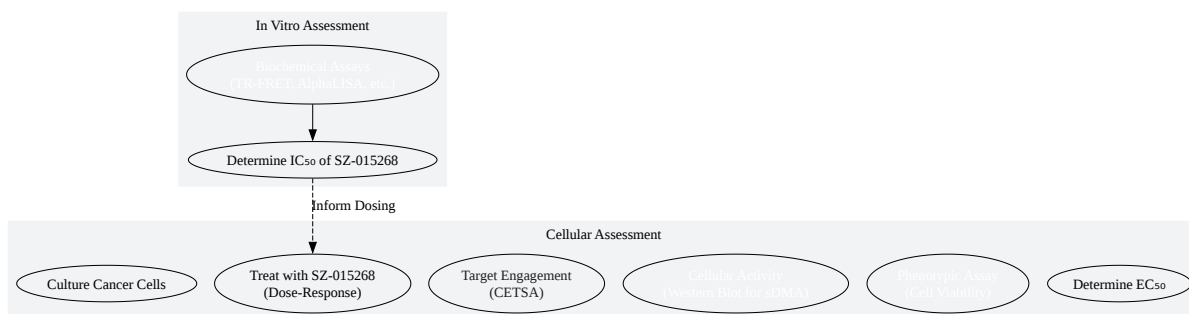 In Vitro Assessment
Biochemical Assays
(TR-FRET, AlphaLISA, etc.)
Determine IC₅₀ of SZ-015268
Inform Dosing
Cellular Assessment
Culture Cancer Cells
Treat with SZ-015268
(Dose-Response)
Target Engagement
(CETSA)
Cellular Activity
(Western Blot for sDMA)
Phenotypic Assay
(Cell Viability)
Determine EC₅₀